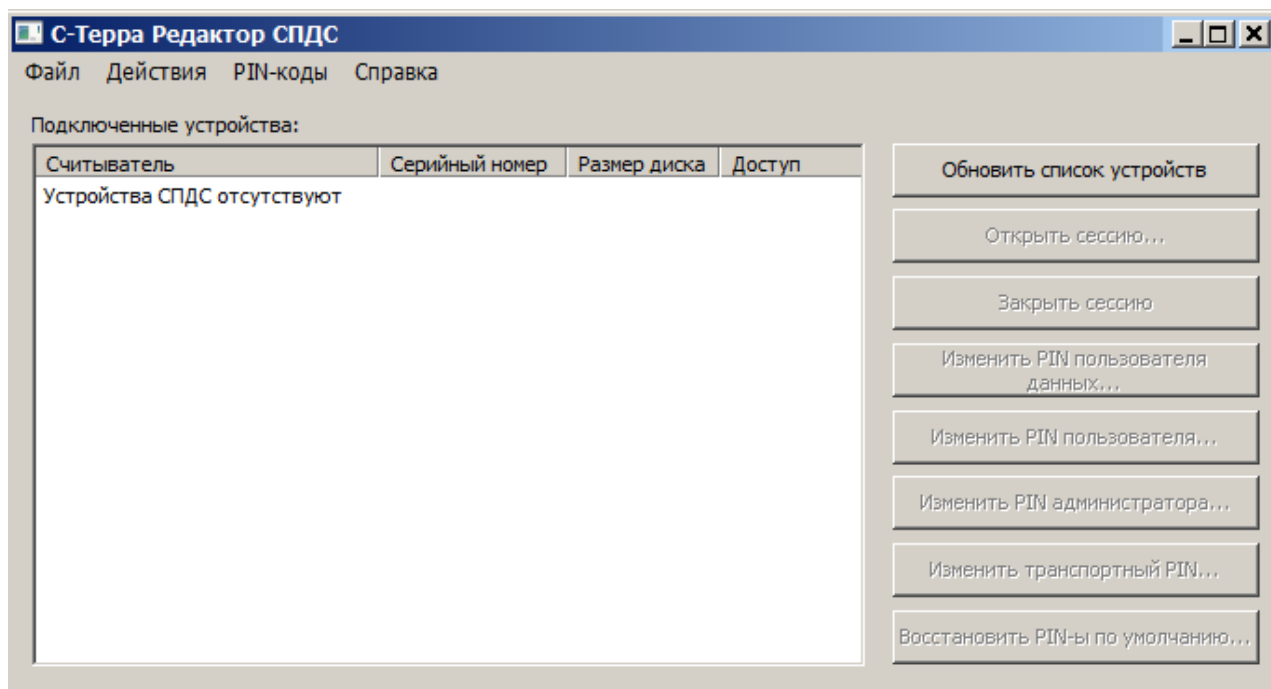 С-Терра Редактор СПДС
Файл Действия PIN-коды Справка
Подключенные устройства:
Считыватель Серийный номер Размер диска Доступ
Устройства СПДС отсутствуют
Обновить список устройств
Открыть сессию...
Закрыть сессию
Изменить PIN пользователя
данных...
Изменить PIN пользователя...
Изменить PIN администратора...
Изменить транспортный PIN...
Восстановить PIN-ы по умолчанию...